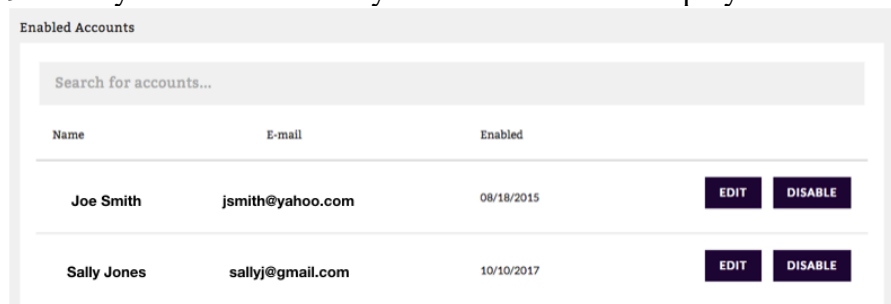 Enabled Accounts
Search for accounts...
Name E-mail Enabled
Joe Smith jsmith@yahoo.com 08/18/2015 EDIT DISABLE
Sally Jones sallyj@gmail.com 10/10/2017 EDIT DISABLE